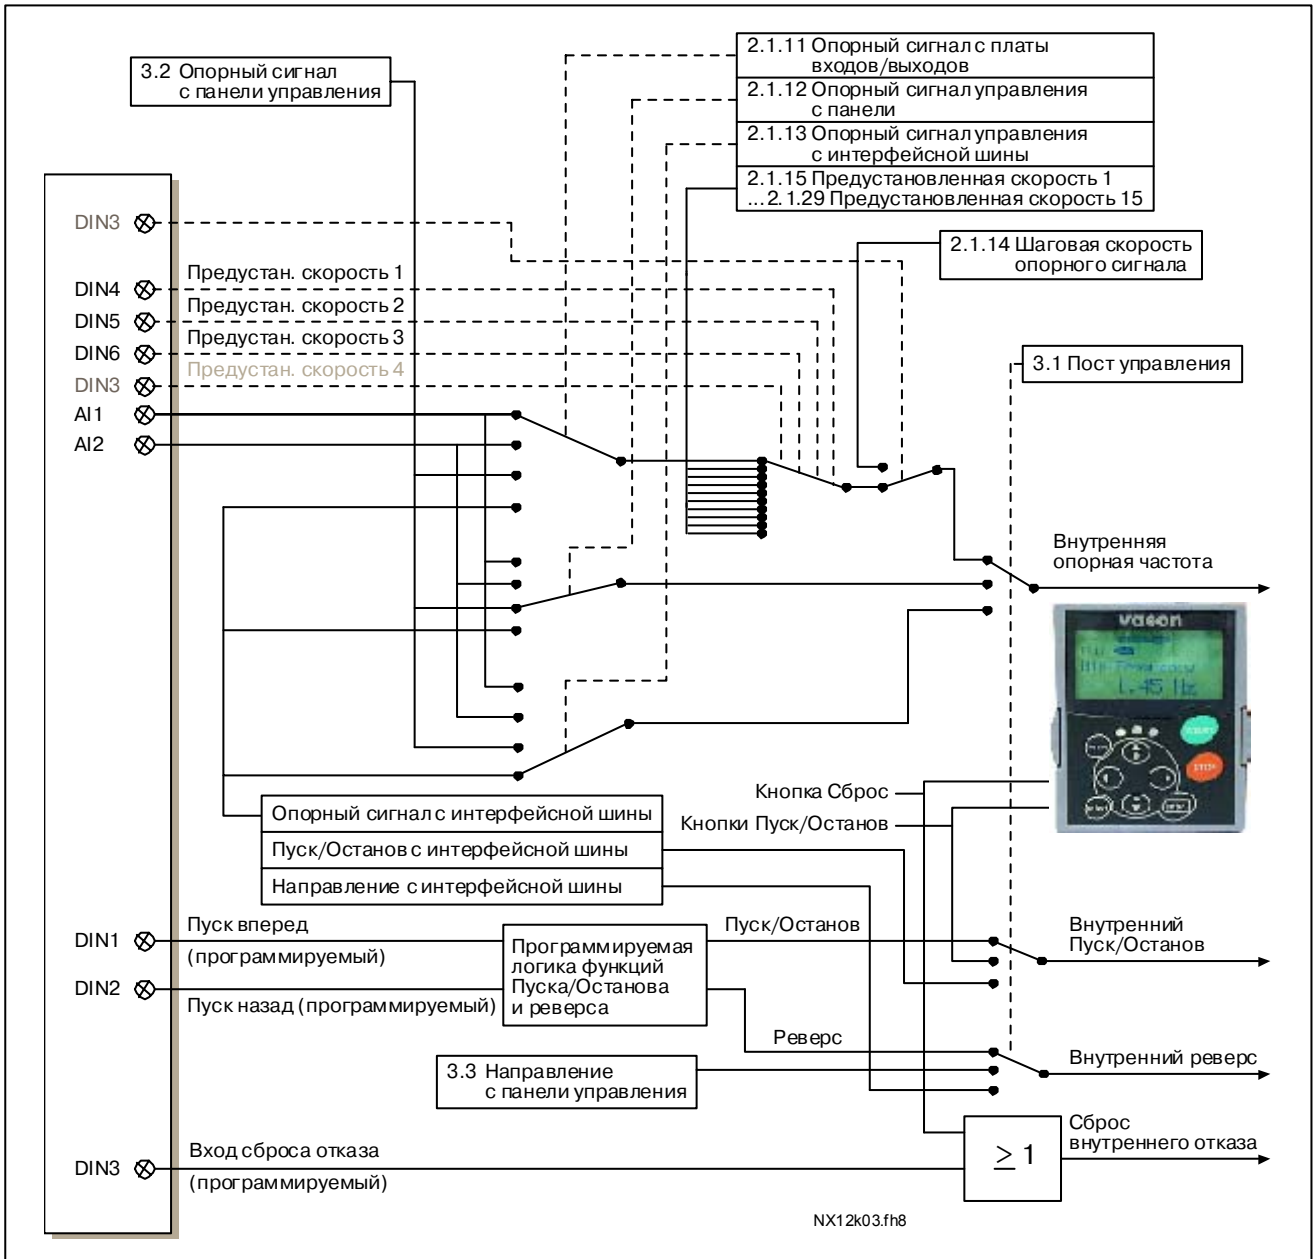 2.1.11 Опорный сигнал с платы
входов/выходов
3.2 Опорный сигнал
с панели управления
2.1.12 Опорный сигнал управления
с панели
2.1.13 Опорный сигнал управления
с интерфейсной шины
2.1.15 Предустановленная скорость 1
...2.1.29 Предустановленная скорость 15
DIN3
2.1.14 Шаговая скорость
опорного сигнала
Предустан. скорость 1
DIN4
Предустан. скорость 2
DIN5
Предустан. скорость 3
DIN6
Предустан. скорость 4
DIN3
3.1 Пост управления
AI1
AI2
Внутренняя
опорная частота
vacon
1.45 Hz
START
STOP
Кнопка Сброс
Кнопки Пуск/Останов
Опорный сигнал с интерфейсной шины
Пуск/Останов с интерфейсной шины
Направление с интерфейсной шины
DIN1
Пуск вперед
(программируемый)
DIN2
Пуск назад (программируемый)
Программируемая
логика функций
Пуска/Останова
и реверса
Пуск/Останов
Внутренний
Пуск/Останов
Реверс
Внутренний реверс
3.3 Направление
с панели управления
Сброс
внутреннего отказа
≥ 1
DIN3
Вход сброса отказа
(программируемый)
NX12k03.fh8